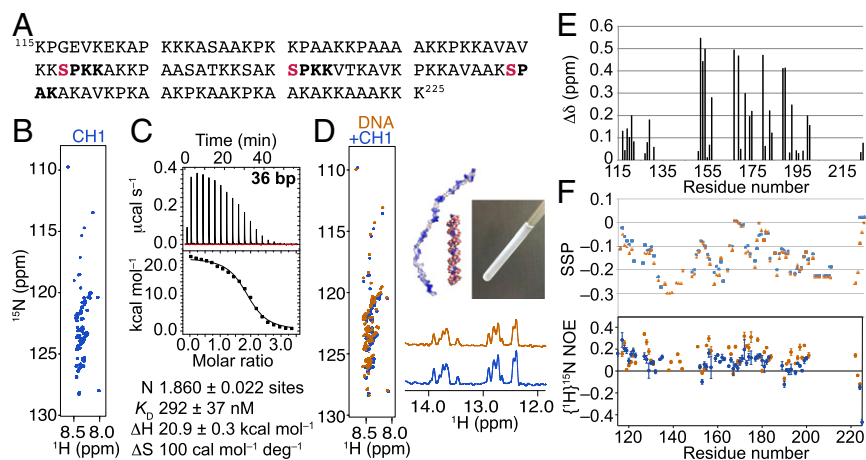 A
115KPGEVKEKAP KKKASAAKPK KPAAKKPAAA AKKPKKAVAV
KKSPKKAKKP AASATKKSAK SPKKVTKAVK PKKAVAAKSP
AKAKAVKPKA AKPKAAKPKA AKAKKAAAKK K225
B
CH1
110
115
120
125
130
15N (ppm)
8.5 8.0
1H (ppm)
C
Time (min)
0 20 40
36 bp
0.4
0.2
0.0
μcal s–1
20.0
10.0
0.0
kcal mol–1
0.0 1.0 2.0 3.0
Molar ratio
N 1.860 ± 0.022 sites
KD 292 ± 37 nM
ΔH 20.9 ± 0.3 kcal mol–1
ΔS 100 cal mol–1 deg–1
D
DNA
+CH1
110
115
120
125
130
8.5 8.0
1H (ppm)
14.0 13.0 12.0
1H (ppm)
E
0.6
0.5
0.4
0.3
0.2
0.1
0
Δδ (ppm)
115 135 155 175 195 215
Residue number
F
0.1
0
–0.1
–0.2
–0.3
SSP
0.4
0.2
0
–0.2
–0.4
{1H}15N NOE
120 140 160 180 200 220
Residue number